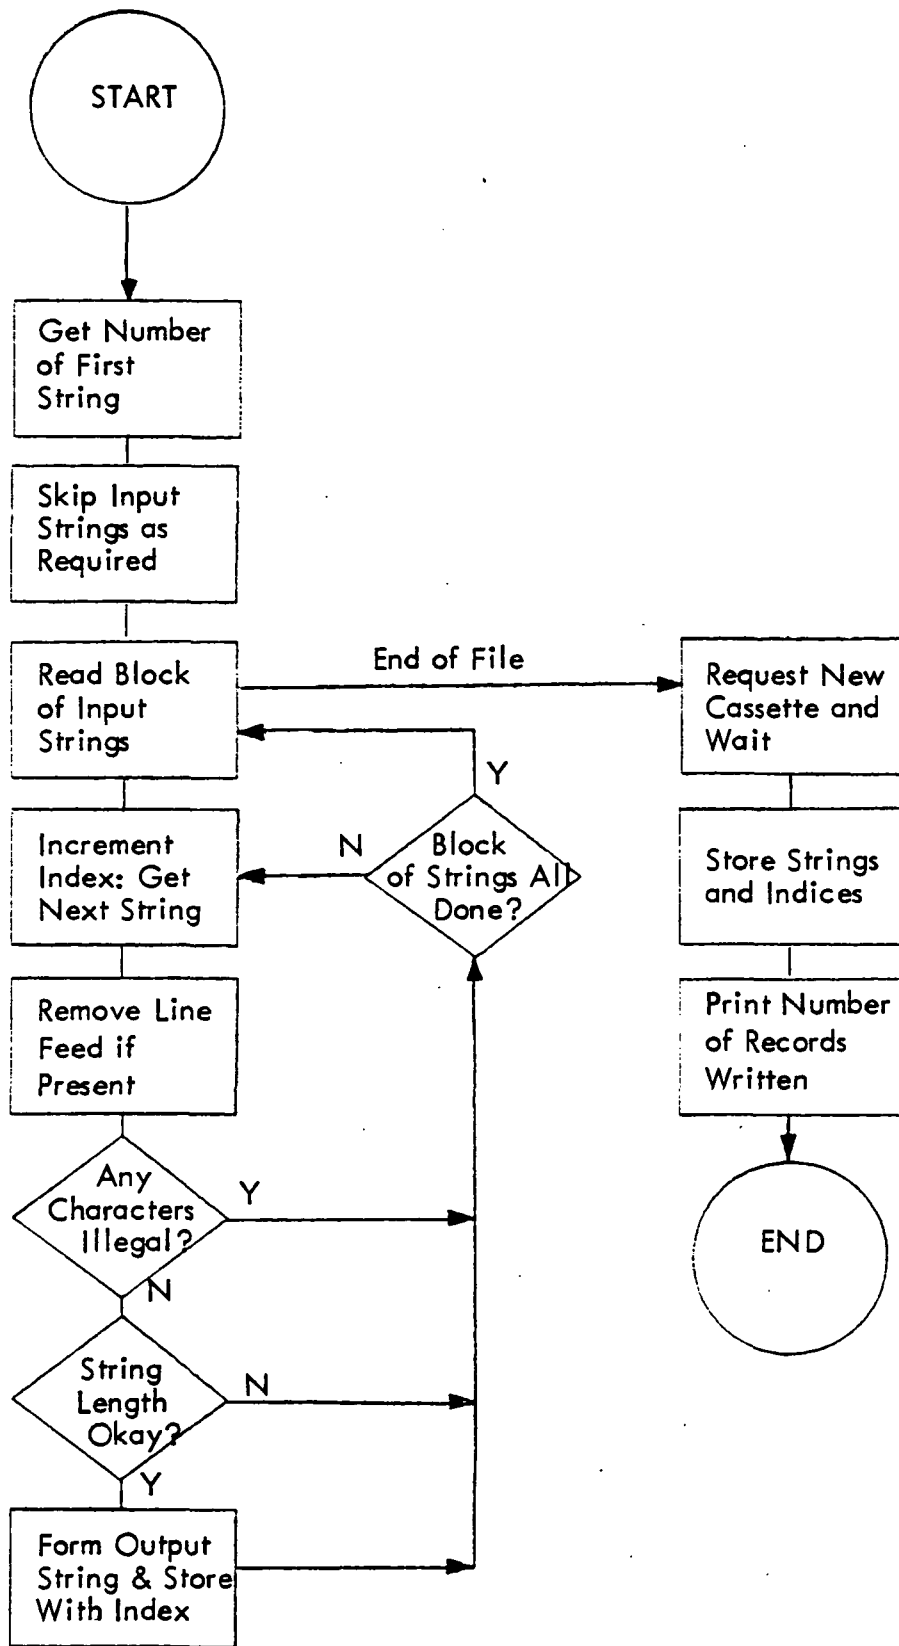 START
Get Number
of First
String
Skip Input
Strings as
Required
Read Block
of Input
Strings
End of File
Request New
Cassette and
Wait
Y
Increment
Index: Get
Next String
N
Block
of Strings All
Done?
Store Strings
and Indices
Remove Line
Feed if
Present
Print Number
of Records
Written
Any
Characters
Illegal?
Y
N
END
String
Length
Okay?
N
Y
Form Output
String & Store
With Index